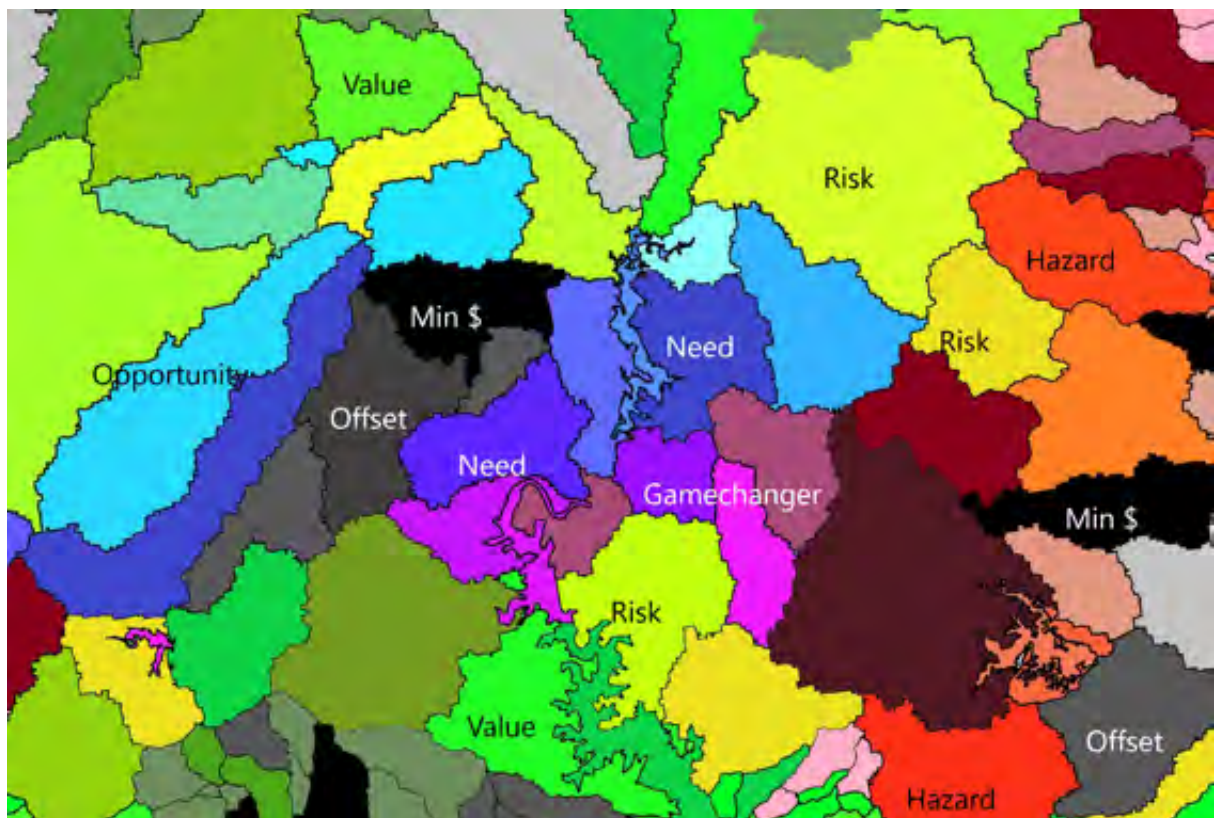 Value
Risk
Hazard
Min $
Need
Risk
Opportunity
Offset
Need
Gamechanger
Min $
Risk
Value
Offset
Hazard